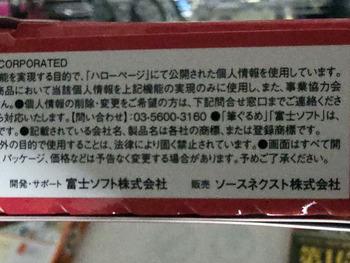 CORPORATED
能を実現する目的で、「ハローページ」にて公開された個人情報を使用しています。
商品において当該個人情報を上記機能の実現のみに使用し、また、事業協力会
ん。●個人情報の削除・変更をご希望の方は、下記問合せ窓口までご連絡くださ
ら対応いたします。【問い合わせ】:03-5600-3160 ●「筆ぐるめ」「富士ソフト」は、
です。●記載されている会社名、製品名は各社の商標、または登録商標です。
外の目的で使用することは、法律により固く禁止されています。●画面はすべて開
パッケージ、価格などは予告なく変更する場合があります。予めご了承ください。
開発・サポート 富士ソフト株式会社 販売 ソースネクスト株式会社